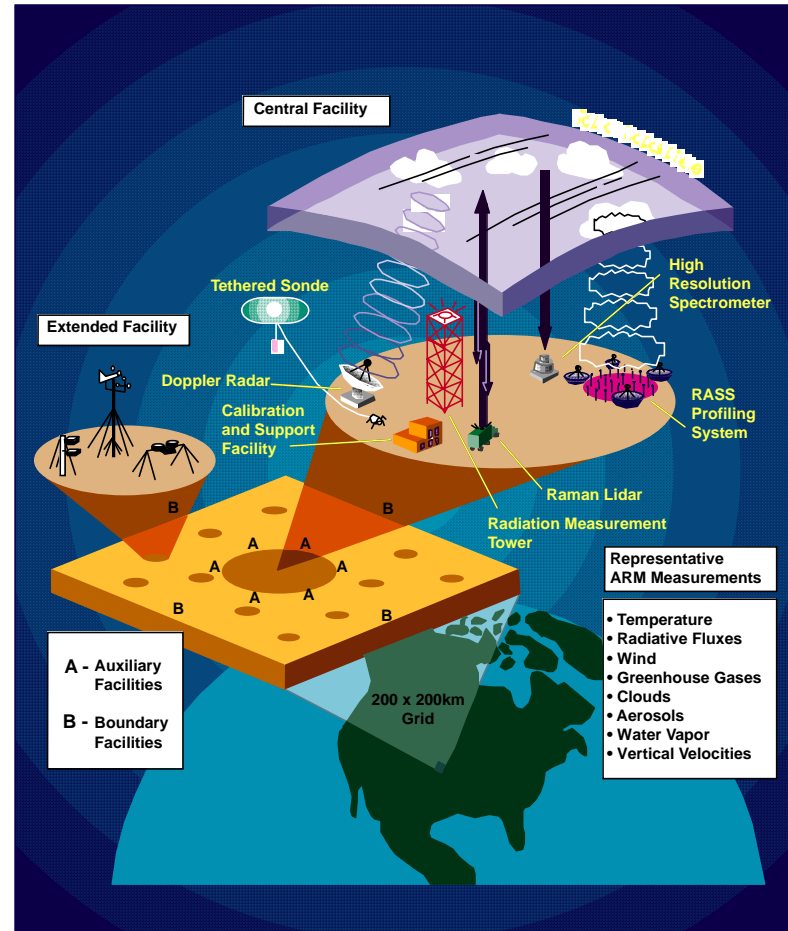 Central Facility
Tethered Sonde
High
Resolution
Spectrometer
Extended Facility
Doppler Radar
Calibration
and Support
Facility
RASS
Profiling
System
Raman Lidar
Radiation Measurement
Tower
B
B
A
A
A
A
A
A
B
B
Representative
ARM Measurements
• Temperature
• Radiative Fluxes
• Wind
• Greenhouse Gases
• Clouds
• Aerosols
• Water Vapor
• Vertical Velocities
A - Auxiliary
Facilities
B - Boundary
Facilities
200 x 200km
Grid